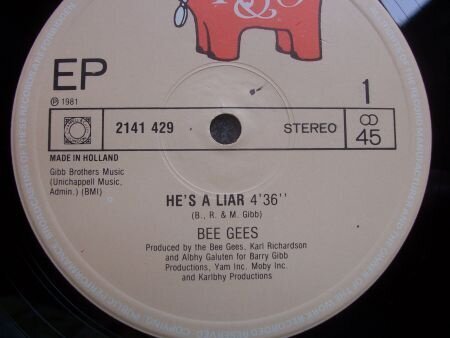 R&O
EP
℗ 1981
1
2141 429
STEREO
45
MADE IN HOLLAND
Gibb Brothers Music
(Unichappell Music,
Admin.) (BMI)
HE'S A LIAR 4'36''
(B., R. & M. Gibb)
BEE GEES
Produced by the Bee Gees, Karl Richardson
and Albhy Galuten for Barry Gibb
Productions, Yam Inc. Moby Inc.
and Karlbhy Productions